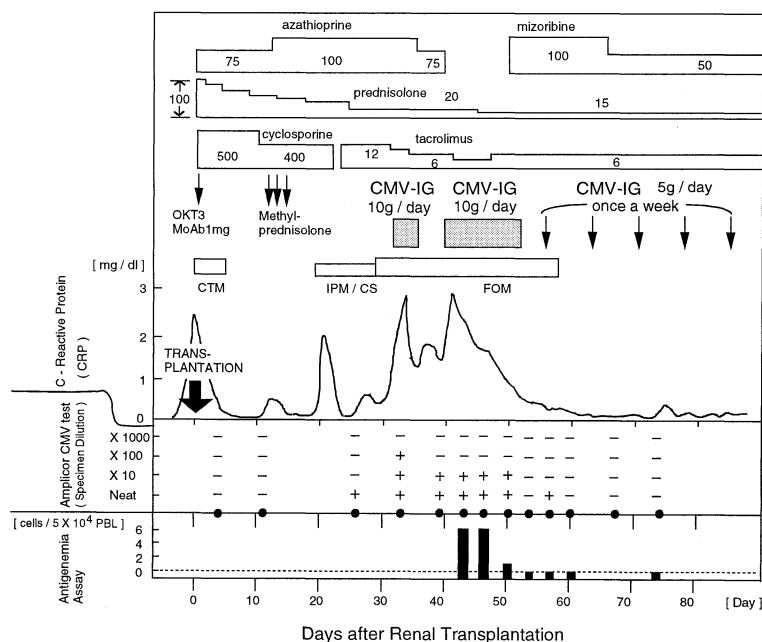 azathioprine
mizoribine
75 100 75
100 50
prednisolone
100
20 15
cyclosporine
tacrolimus
500 400
12 6 6
OKT3
MoAb1mg
Methyl-
prednisolone
CMV-IG
10g / day
CMV-IG
10g / day
CMV-IG 5g / day
once a week
[ mg / dl ]
CTM
IPM / CS
FOM
C - Reactive Protein
( CRP )
3
2
1
0
TRANS-
PLANTATION
Amplicor CMV test
( Specimen Dilution )
X 1000 – – – – – – – – – – – – –
X 100 – – – + – – – – – – – – –
X 10 – – – + + + + + – – – – –
Neat – – + + + + + + – + – – –
[ cells / 5 X 10⁴ PBL ]
Antigenemia
Assay
6
4
2
0
0 10 20 30 40 50 60 70 80 [ Day ]
Days after Renal Transplantation